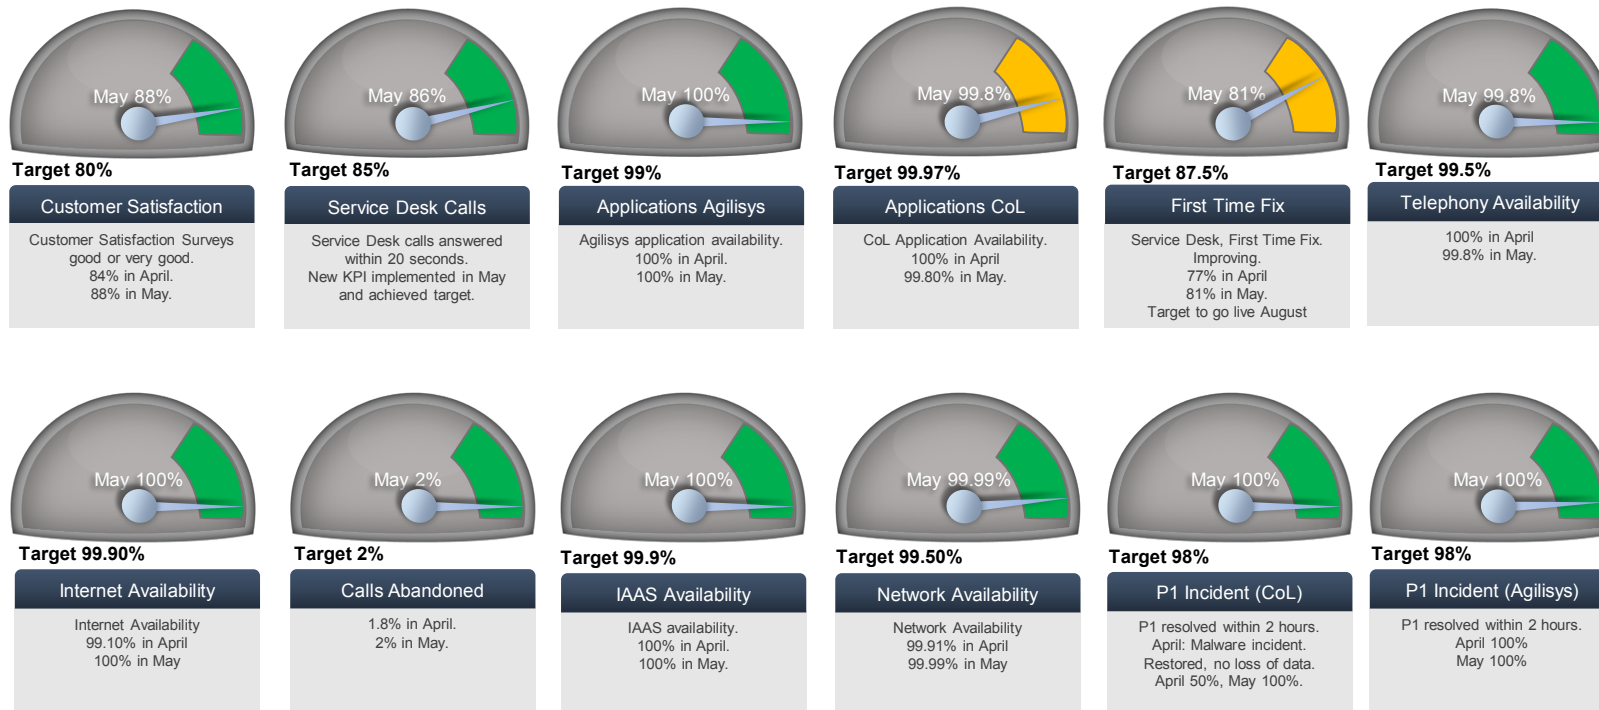 May 88%
Target 80%
Customer Satisfaction
Customer Satisfaction Surveys
good or very good.
84% in April.
88% in May.
May 86%
Target 85%
Service Desk Calls
Service Desk calls answered
within 20 seconds.
New KPI implemented in May
and achieved target.
May 100%
Target 99%
Applications Agilisys
Agilisys application availability.
100% in April.
100% in May.
May 99.8%
Target 99.97%
Applications CoL
CoL Application Availability.
100% in April
99.80% in May.
May 81%
Target 87.5%
First Time Fix
Service Desk, First Time Fix.
Improving.
77% in April
81% in May.
Target to go live August
May 99.8%
Target 99.5%
Telephony Availability
100% in April
99.8% in May.
May 100%
Target 99.90%
Internet Availability
Internet Availability
99.10% in April
100% in May
May 2%
Target 2%
Calls Abandoned
1.8% in April.
2% in May.
May 100%
Target 99.9%
IAAS Availability
IAAS availability.
100% in April.
100% in May.
May 99.99%
Target 99.50%
Network Availability
Network Availability
99.91% in April
99.99% in May
May 100%
Target 98%
P1 Incident (CoL)
P1 resolved within 2 hours.
April: Malware incident.
Restored, no loss of data.
April 50%, May 100%.
May 100%
Target 98%
P1 Incident (Agilisys)
P1 resolved within 2 hours.
April 100%
May 100%